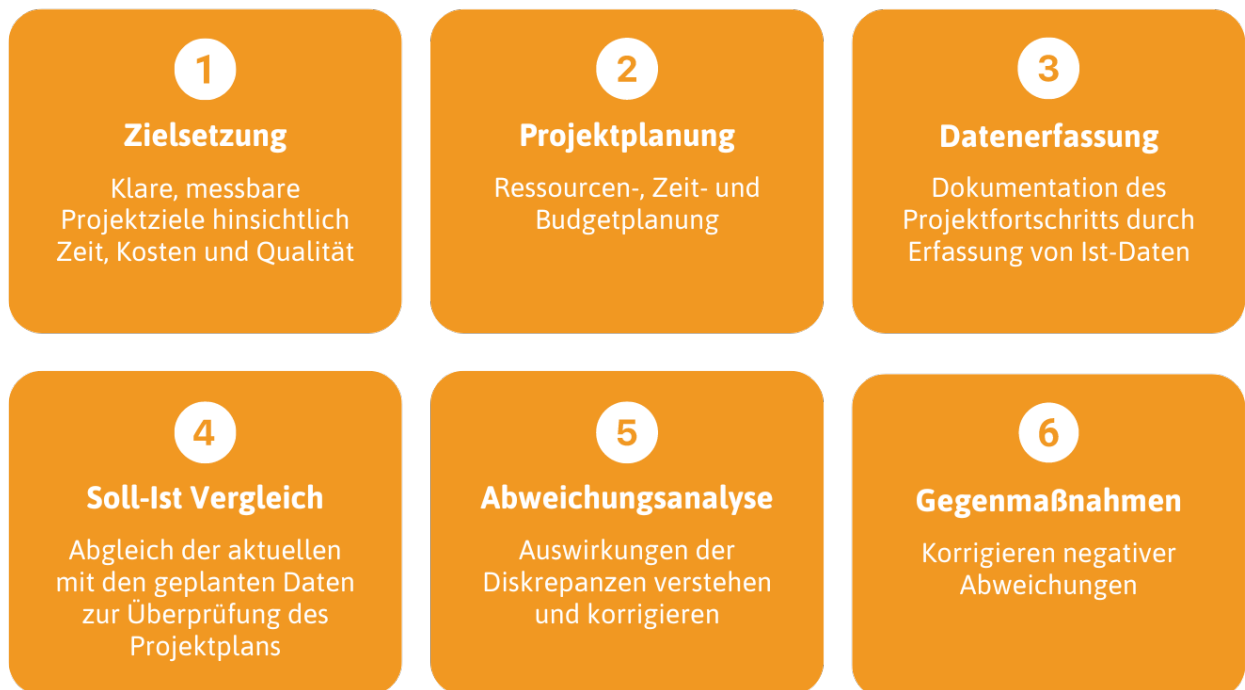 1
Zielsetzung
Klare, messbare
Projektziele hinsichtlich
Zeit, Kosten und Qualität
2
Projektplanung
Ressourcen-, Zeit- und
Budgetplanung
3
Datenerfassung
Dokumentation des
Projektfortschritts durch
Erfassung von Ist-Daten
4
Soll-Ist Vergleich
Abgleich der aktuellen
mit den geplanten Daten
zur Überprüfung des
Projektplans
5
Abweichungsanalyse
Auswirkungen der
Diskrepanzen verstehen
und korrigieren
6
Gegenmaßnahmen
Korrigieren negativer
Abweichungen